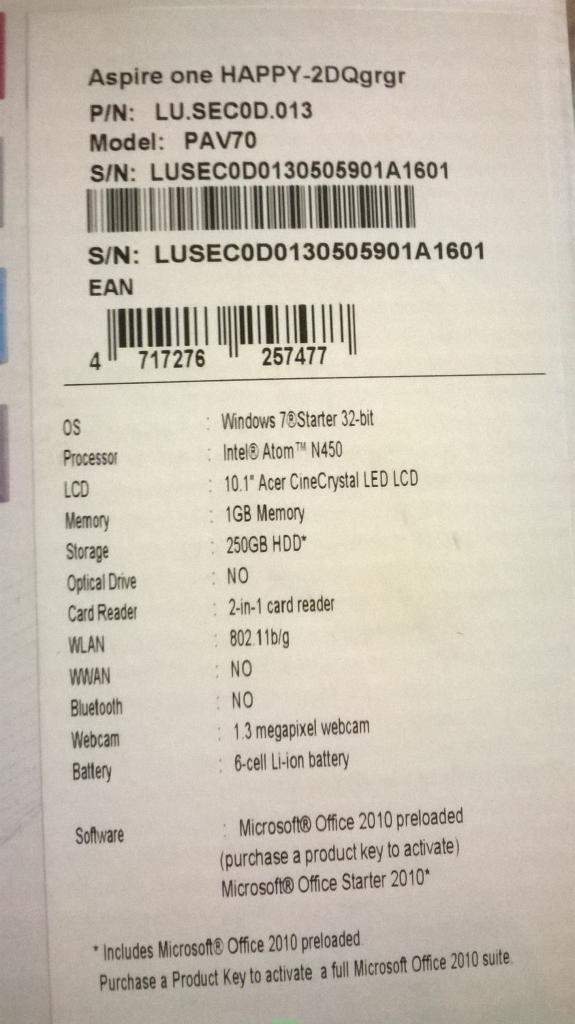 Aspire one HAPPY-2DQgrgr
P/N: LU.SEC0D.013
Model: PAV70
S/N: LUSEC0D0130505901A1601
S/N: LUSEC0D0130505901A1601
EAN
4 717276 257477
OS : Windows 7®Starter 32-bit
Processor : Intel® Atom™ N450
LCD : 10.1" Acer CineCrystal LED LCD
Memory : 1GB Memory
Storage : 250GB HDD*
Optical Drive : NO
Card Reader : 2-in-1 card reader
WLAN : 802.11b/g
WWAN : NO
Bluetooth : NO
Webcam : 1.3 megapixel webcam
Battery : 6-cell Li-ion battery
Software : Microsoft® Office 2010 preloaded
(purchase a product key to activate)
Microsoft® Office Starter 2010*
* Includes Microsoft® Office 2010 preloaded.
Purchase a Product Key to activate a full Microsoft Office 2010 suite.